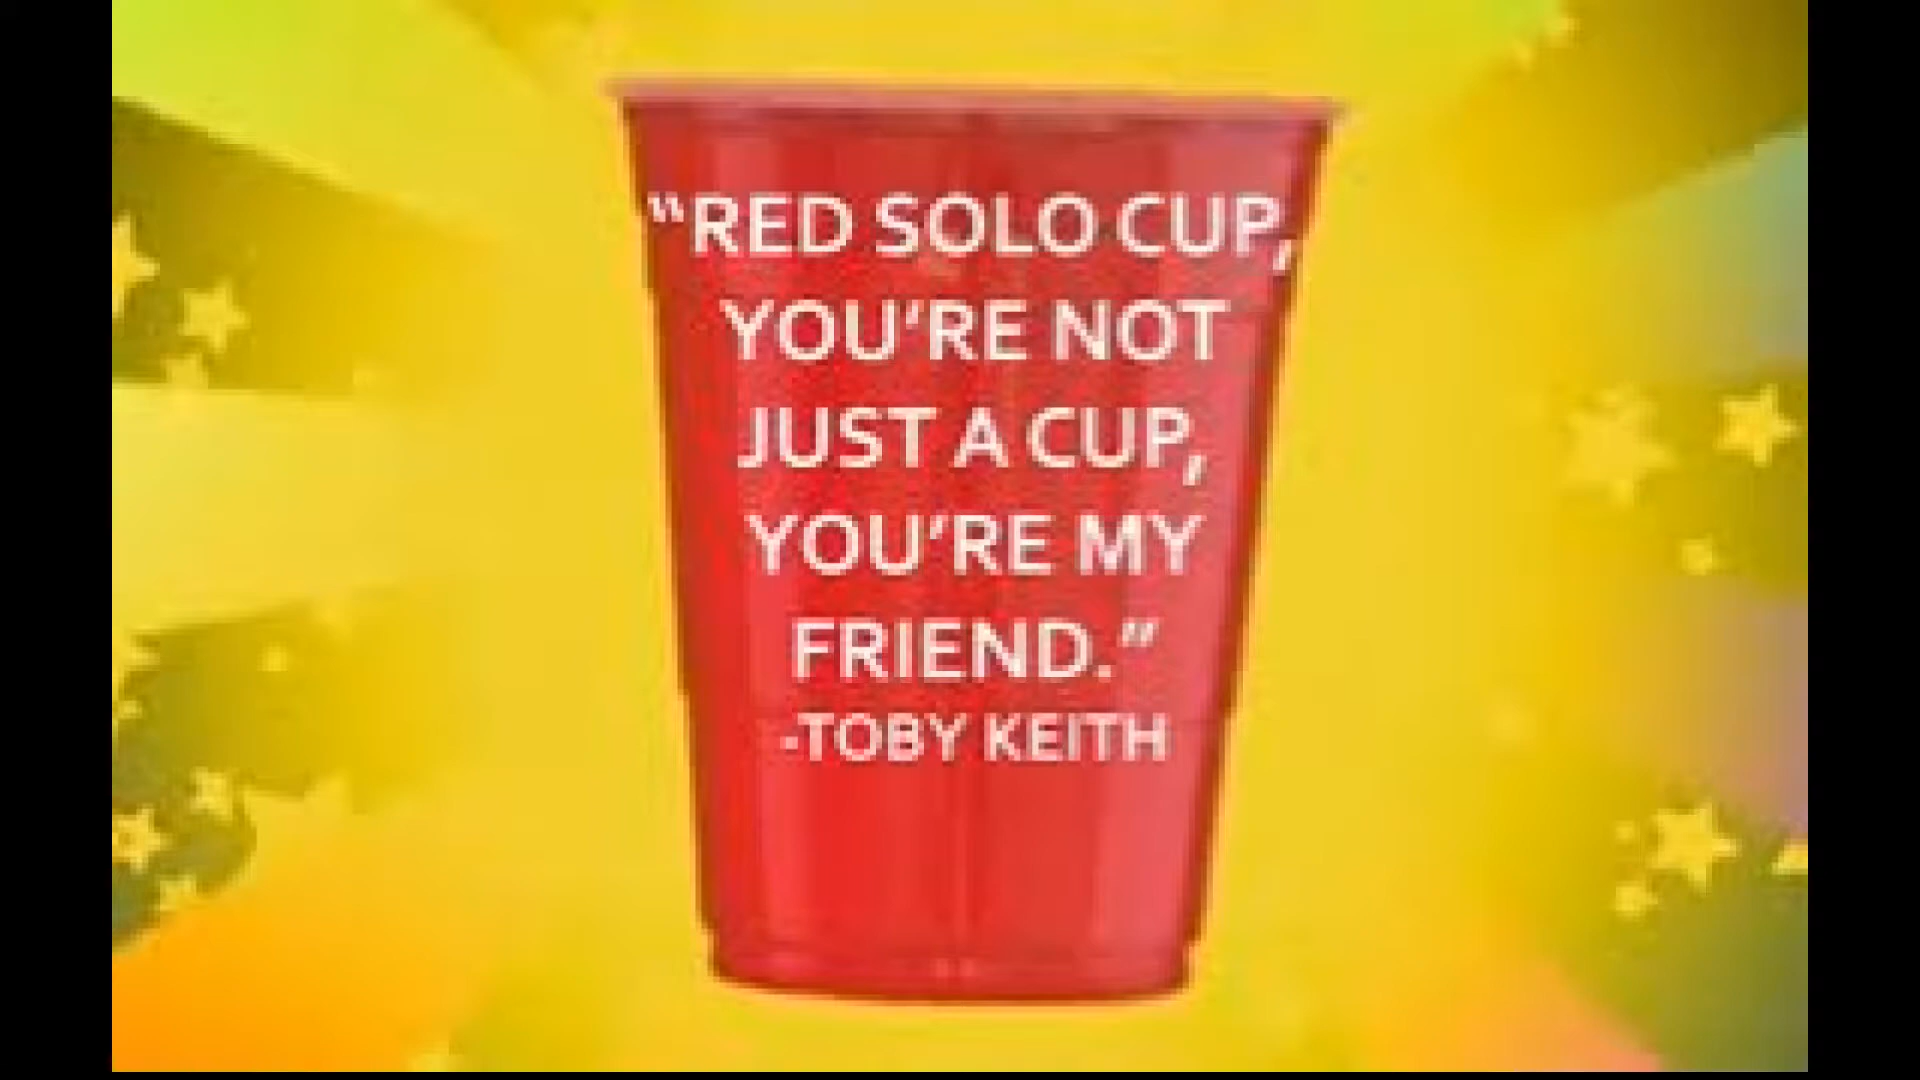 “RED SOLO CUP,
YOU’RE NOT
JUST A CUP,
YOU’RE MY
FRIEND.”
-TOBY KEITH